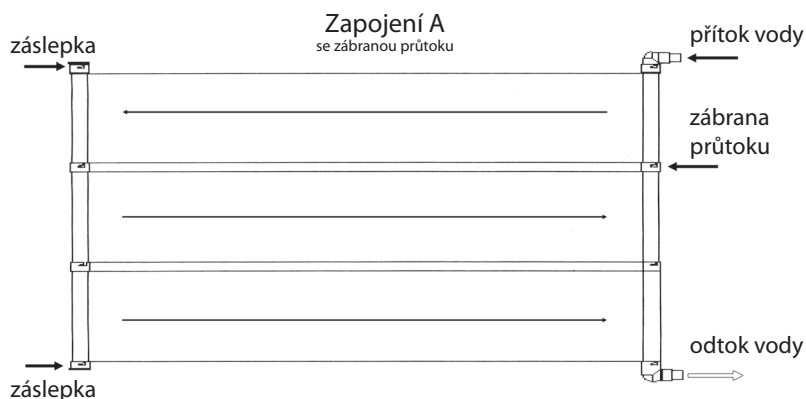 Zapojení A
se zábranou průtoku
záslepka
přítok vody
zábrana
průtoku
odtok vody
záslepka